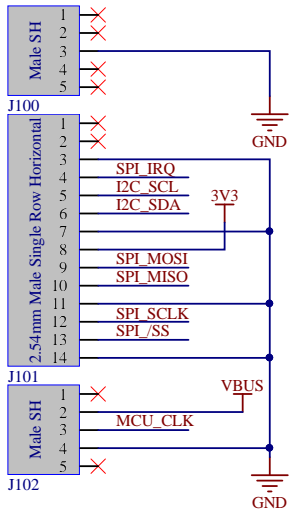 Male SH
1
2
3
4
5
J100
GND
2.54mm Male Single Row Horizontal
1
2
3
4 SPI_IRQ
5 I2C_SCL
6 I2C_SDA
3V3
7
8
9 SPI_MOSI
10 SPI_MISO
11
12 SPI_SCLK
13 SPI_/SS
14
J101
Male SH
1
VBUS
2
3 MCU_CLK
4
5
J102
GND